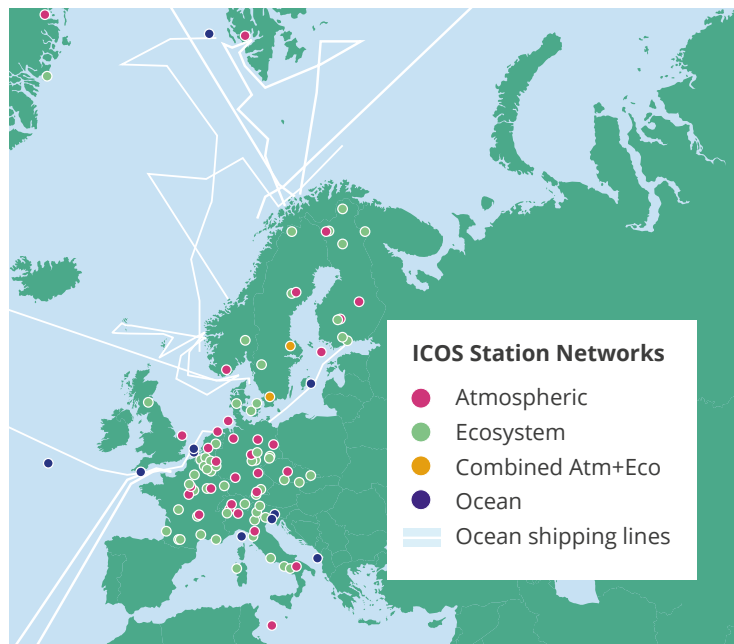 ICOS Station Networks
Atmospheric
Ecosystem
Combined Atm+Eco
Ocean
Ocean shipping lines